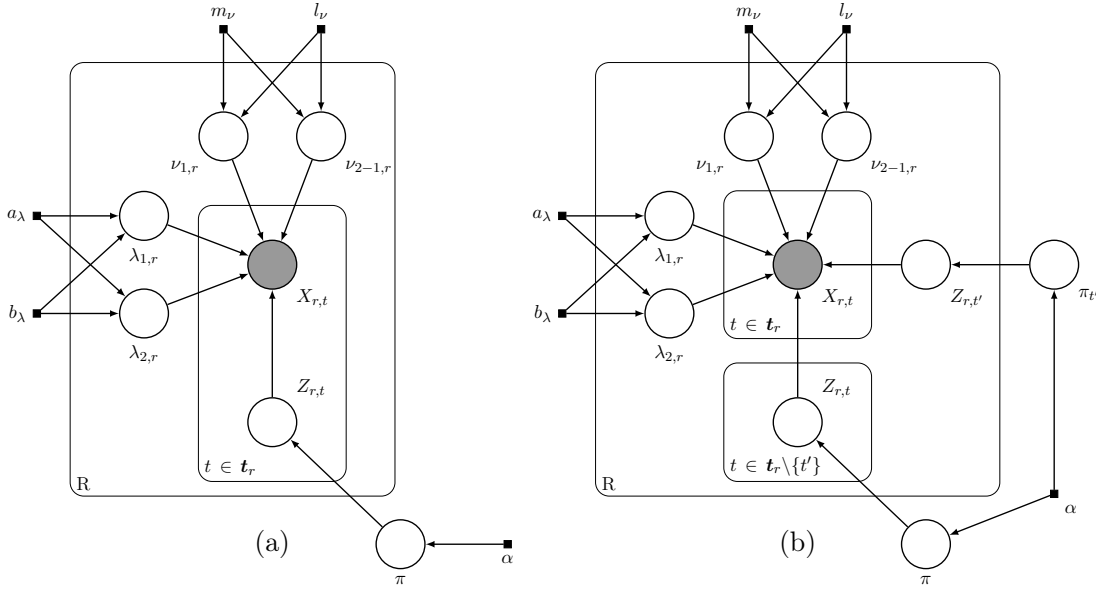 m_ν l_ν
ν_{1,r} ν_{2−1,r}
a_λ
λ_{1,r}
X_{r,t}
b_λ
λ_{2,r}
Z_{r,t}
t ∈ t_r
R
(a)
π
α
m_ν l_ν
ν_{1,r} ν_{2−1,r}
a_λ
λ_{1,r}
X_{r,t} Z_{r,t'} π_{t'}
b_λ
t ∈ t_r
λ_{2,r}
Z_{r,t}
t ∈ t_r\{t'}
R
α
(b)
π